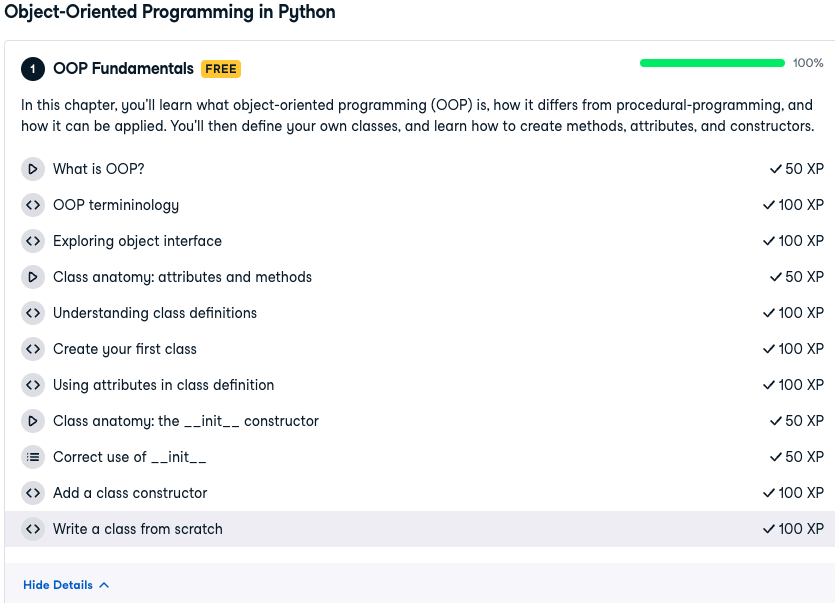 Object-Oriented Programming in Python
1 OOP Fundamentals FREE 100%
In this chapter, you'll learn what object-oriented programming (OOP) is, how it differs from procedural-programming, and
how it can be applied. You'll then define your own classes, and learn how to create methods, attributes, and constructors.
What is OOP? 50 XP
OOP termininology 100 XP
Exploring object interface 100 XP
Class anatomy: attributes and methods 50 XP
Understanding class definitions 100 XP
Create your first class 100 XP
Using attributes in class definition 100 XP
Class anatomy: the __init__ constructor 50 XP
Correct use of __init__ 50 XP
Add a class constructor 100 XP
Write a class from scratch 100 XP
Hide Details